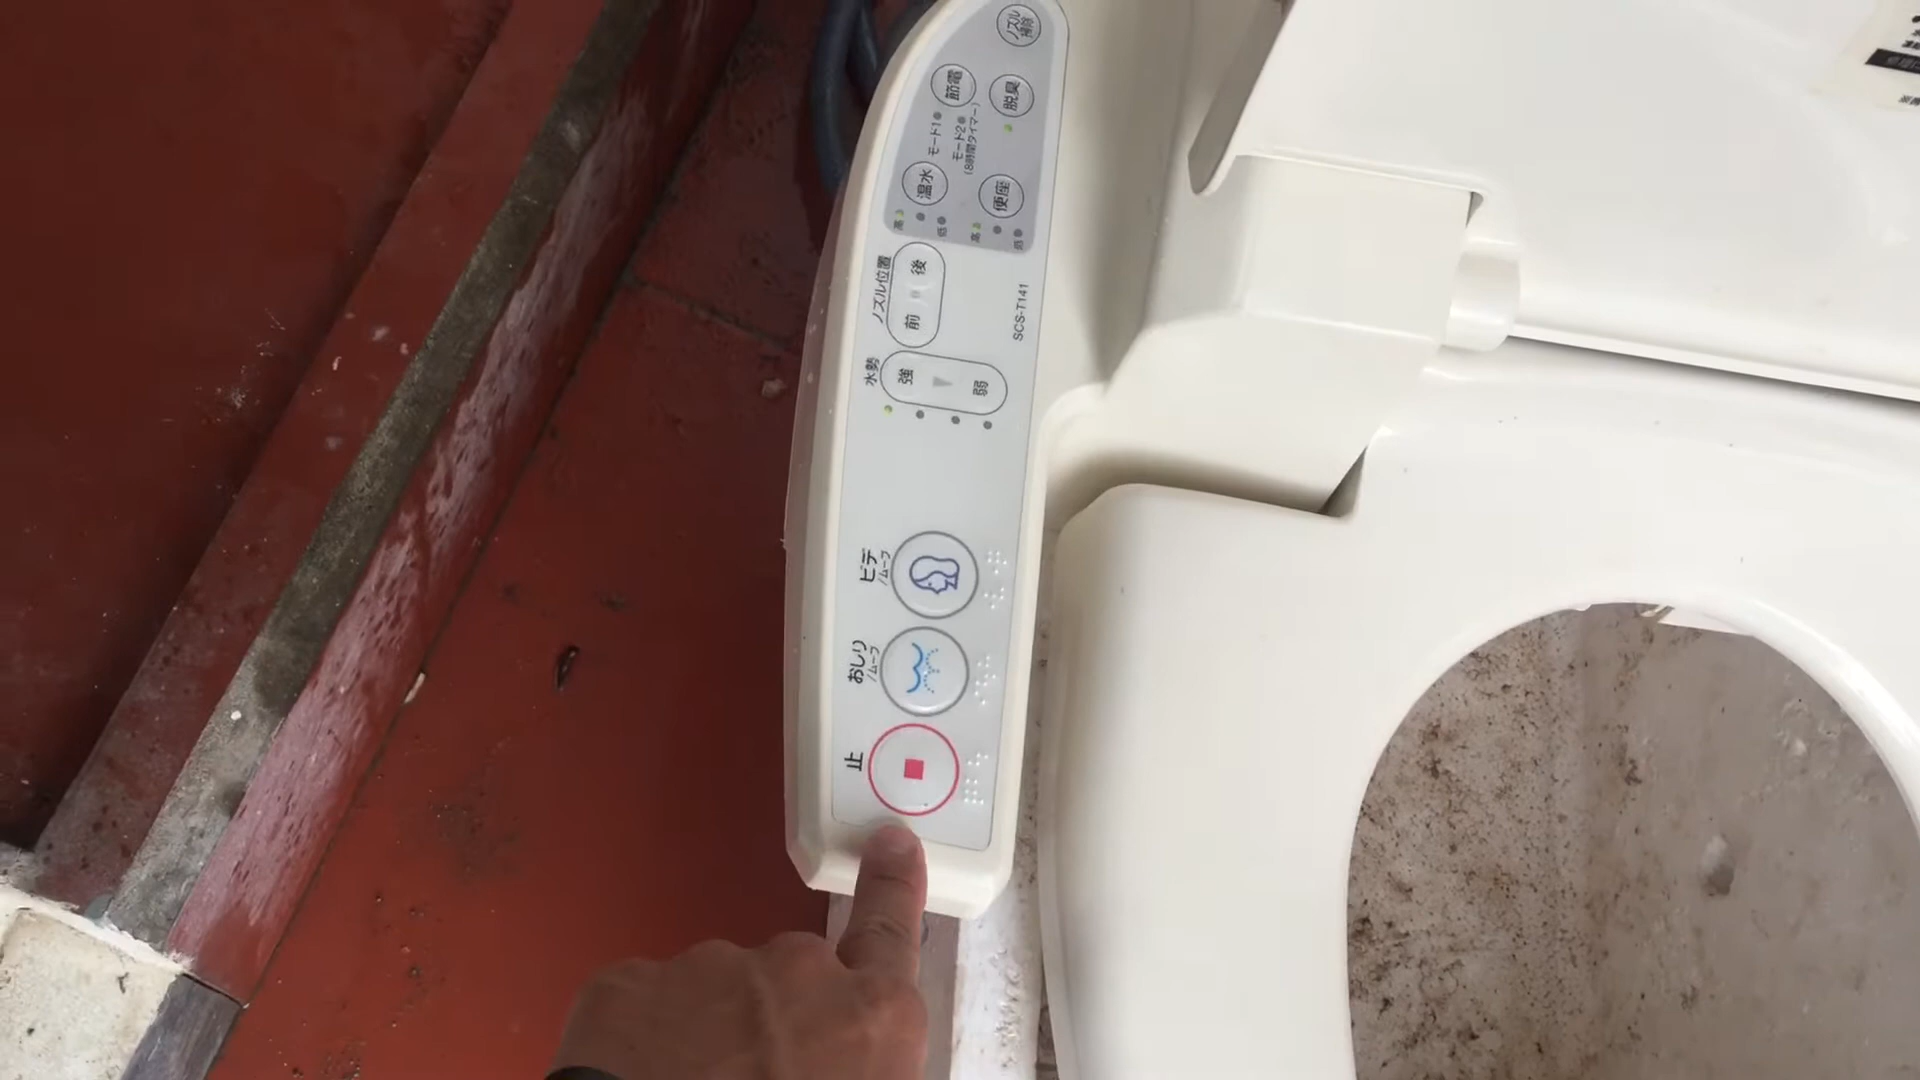 ノズル
掃除
節電
脱臭
モード1
モード2
(8時間タイマー)
温水
便座
高
低
高
低
ノズル位置
後
前
SCS-T141
水勢
強
弱
ビデ
/ムーブ
おしり
/ムーブ
止